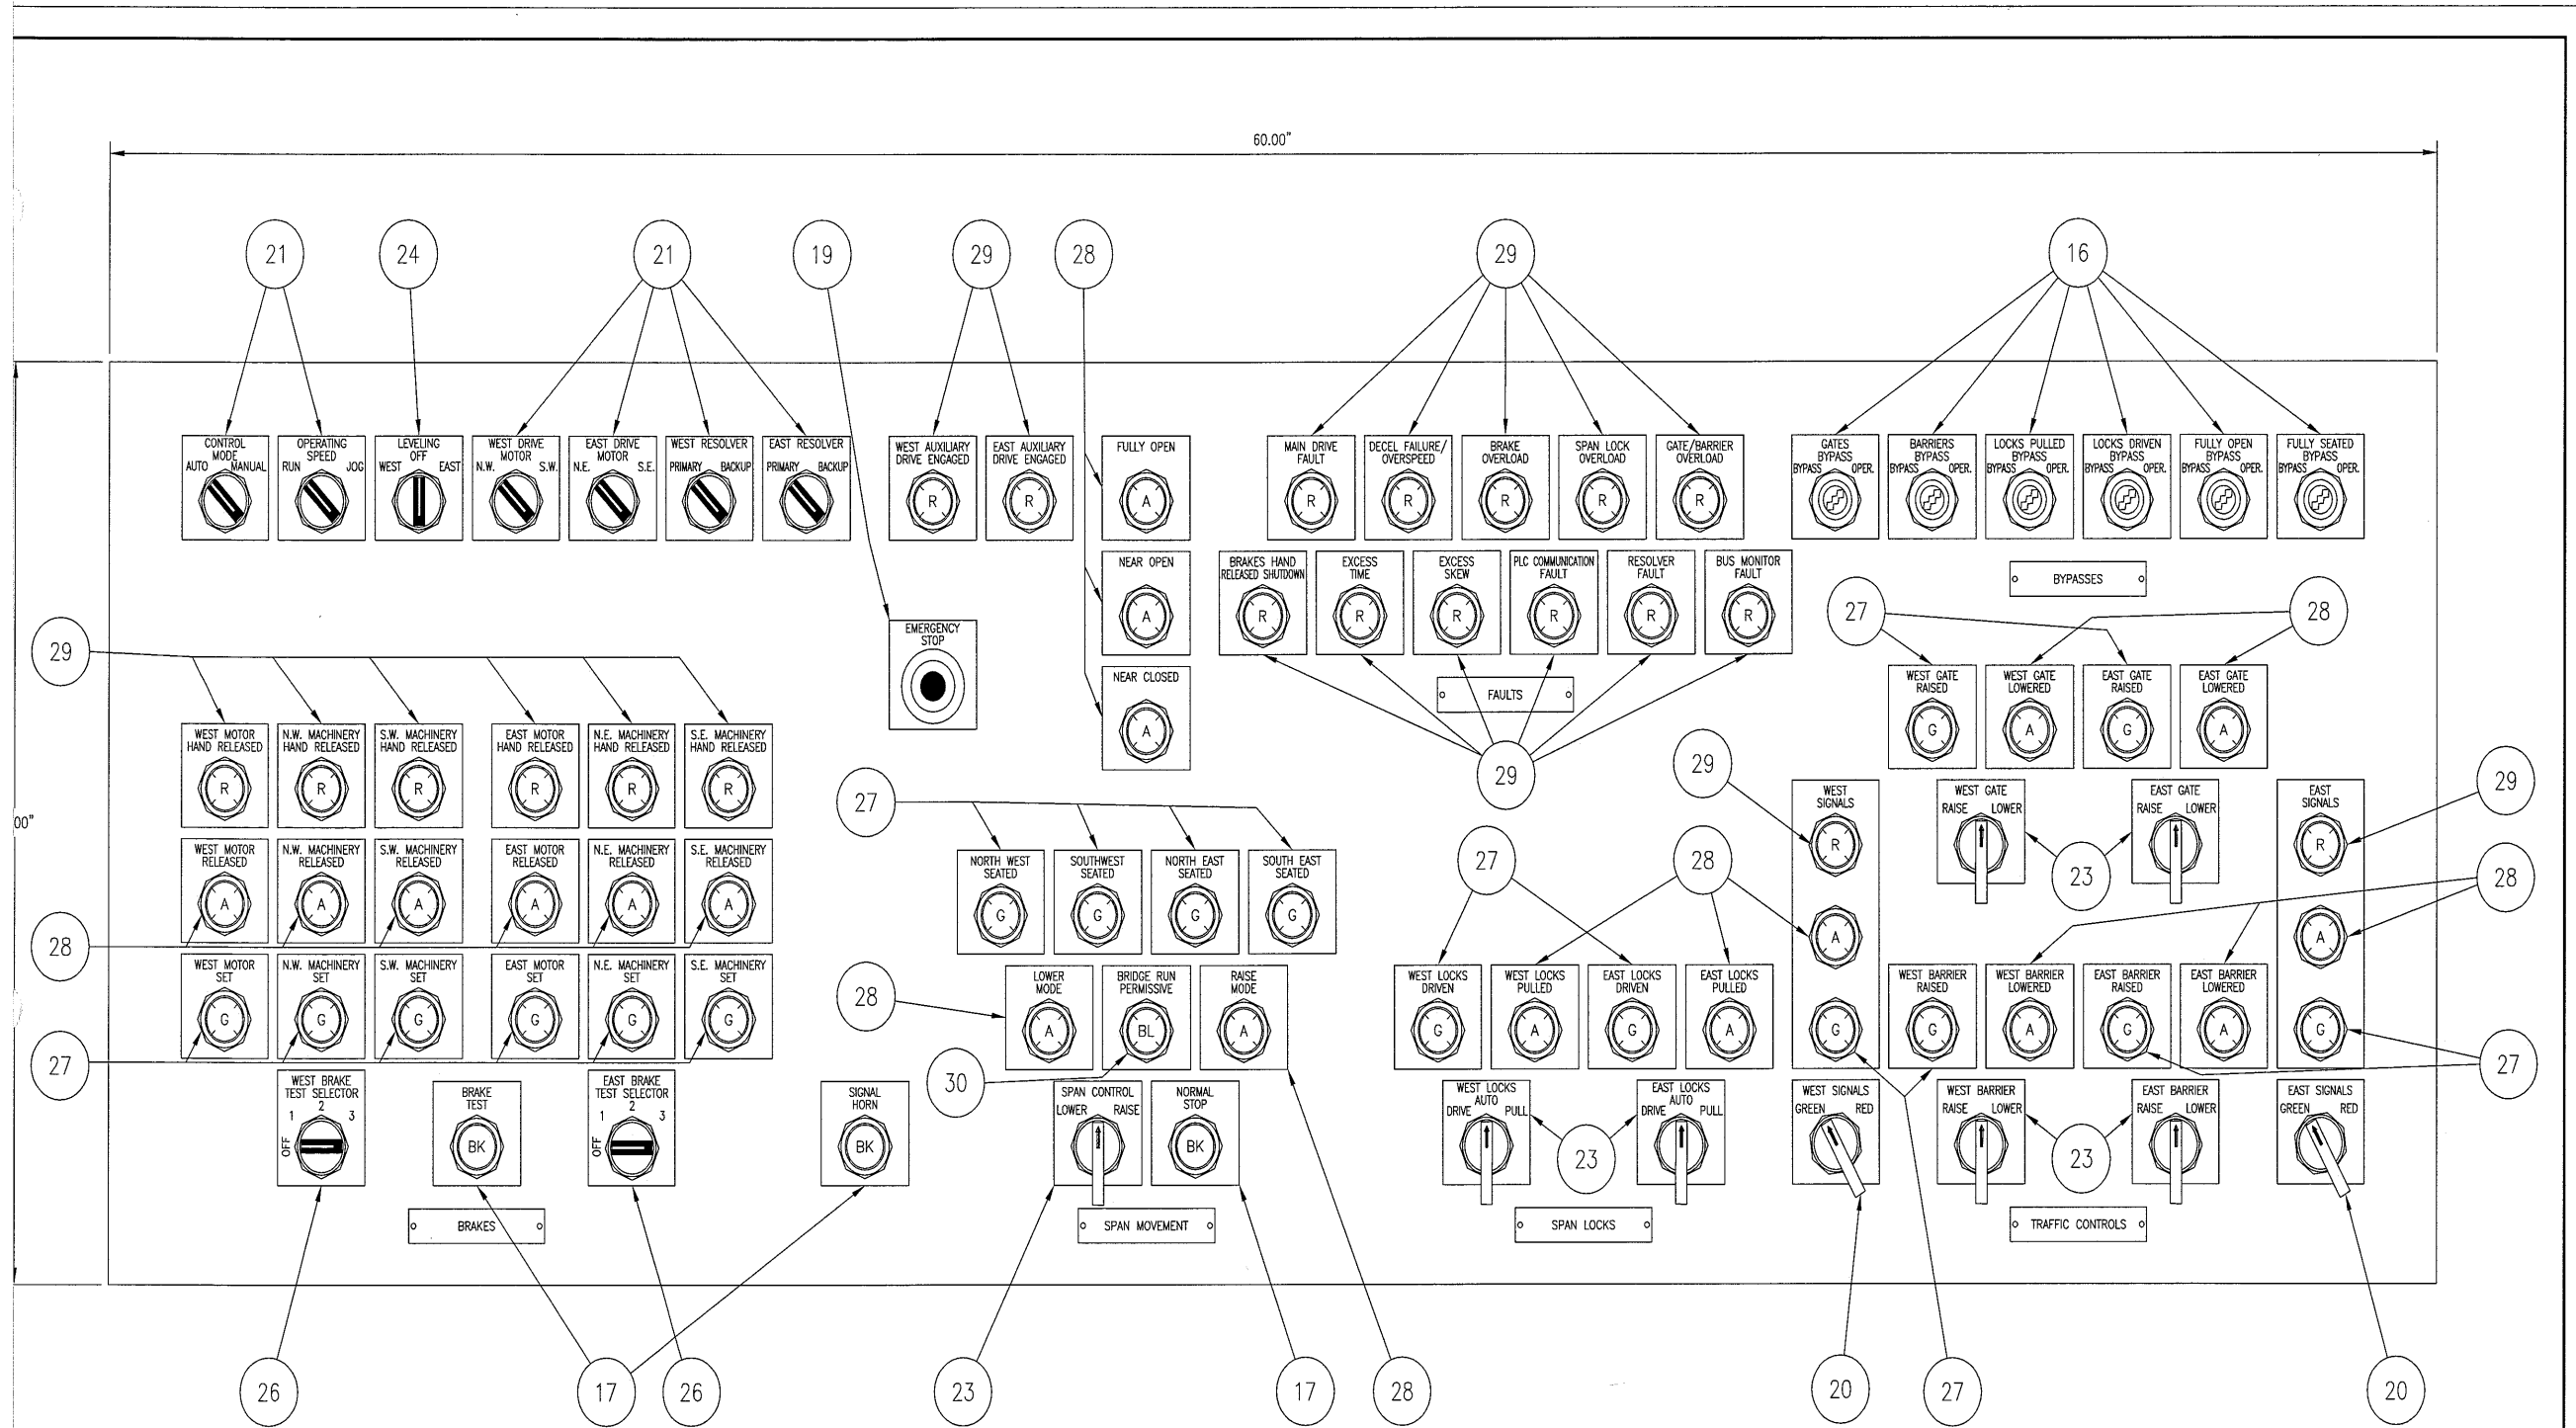 60.00"
21
24
21
19
29
28
29
16
CONTROL
MODE
AUTO MANUAL
OPERATING
SPEED
RUN JOG
LEVELING
OFF
WEST EAST
WEST DRIVE
MOTOR
N.W. S.W.
EAST DRIVE
MOTOR
N.E. S.E.
WEST RESOLVER
PRIMARY BACKUP
EAST RESOLVER
PRIMARY BACKUP
WEST AUXILIARY
DRIVE ENGAGED
R
EAST AUXILIARY
DRIVE ENGAGED
R
FULLY OPEN
A
MAIN DRIVE
FAULT
R
DECEL FAILURE/
OVERSPEED
R
BRAKE
OVERLOAD
R
SPAN LOCK
OVERLOAD
R
GATE/BARRIER
OVERLOAD
R
GATES
BYPASS
BYPASS OPER.
BARRIERS
BYPASS
BYPASS OPER.
LOCKS PULLED
BYPASS
BYPASS OPER.
LOCKS DRIVEN
BYPASS
BYPASS OPER.
FULLY OPEN
BYPASS
BYPASS OPER.
FULLY SEATED
BYPASS
BYPASS OPER.
NEAR OPEN
A
BRAKES HAND
RELEASED SHUTDOWN
R
EXCESS
TIME
R
EXCESS
SKEW
R
PLC COMMUNICATION
FAULT
R
RESOLVER
FAULT
R
BUS MONITOR
FAULT
R
BYPASSES
27
28
29
EMERGENCY
STOP
NEAR CLOSED
A
FAULTS
WEST GATE
RAISED
G
WEST GATE
LOWERED
A
EAST GATE
RAISED
G
EAST GATE
LOWERED
A
WEST MOTOR
HAND RELEASED
R
N.W. MACHINERY
HAND RELEASED
R
S.W. MACHINERY
HAND RELEASED
R
EAST MOTOR
HAND RELEASED
R
N.E. MACHINERY
HAND RELEASED
R
S.E. MACHINERY
HAND RELEASED
R
27
29
29
29
00"
WEST
SIGNALS
R
A
G
WEST GATE
RAISE LOWER
EAST GATE
RAISE LOWER
EAST
SIGNALS
R
A
G
WEST MOTOR
RELEASED
A
N.W. MACHINERY
RELEASED
A
S.W. MACHINERY
RELEASED
A
EAST MOTOR
RELEASED
A
N.E. MACHINERY
RELEASED
A
S.E. MACHINERY
RELEASED
A
NORTH WEST
SEATED
G
SOUTHWEST
SEATED
G
NORTH EAST
SEATED
G
SOUTH EAST
SEATED
G
27
28
23
28
28
WEST MOTOR
SET
G
N.W. MACHINERY
SET
G
S.W. MACHINERY
SET
G
EAST MOTOR
SET
G
N.E. MACHINERY
SET
G
S.E. MACHINERY
SET
G
28
LOWER
MODE
A
BRIDGE RUN
PERMISSIVE
BL
RAISE
MODE
A
WEST LOCKS
DRIVEN
G
WEST LOCKS
PULLED
A
EAST LOCKS
DRIVEN
G
EAST LOCKS
PULLED
A
WEST BARRIER
RAISED
G
WEST BARRIER
LOWERED
A
EAST BARRIER
RAISED
G
EAST BARRIER
LOWERED
A
27
30
27
WEST BRAKE
TEST SELECTOR
OFF 1 2 3
BRAKE
TEST
BK
EAST BRAKE
TEST SELECTOR
OFF 1 2 3
SIGNAL
HORN
BK
SPAN CONTROL
LOWER RAISE
NORMAL
STOP
BK
WEST LOCKS
AUTO
DRIVE PULL
23
EAST LOCKS
AUTO
DRIVE PULL
WEST SIGNALS
GREEN RED
WEST BARRIER
RAISE LOWER
23
EAST BARRIER
RAISE LOWER
EAST SIGNALS
GREEN RED
BRAKES
SPAN MOVEMENT
SPAN LOCKS
TRAFFIC CONTROLS
26
17
26
23
17
28
20
27
20